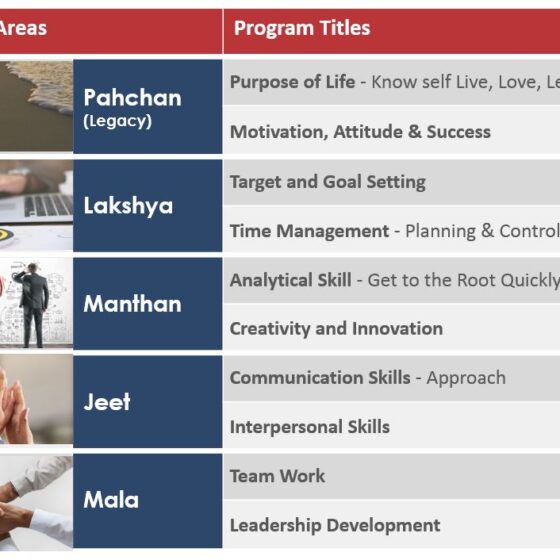 Areas
Program Titles
Pahchan
(Legacy)
Purpose of Life - Know self Live, Love, Le
Motivation, Attitude & Success
Lakshya
Target and Goal Setting
Time Management - Planning & Control
Manthan
Analytical Skill - Get to the Root Quickly
Creativity and Innovation
Jeet
Communication Skills - Approach
Interpersonal Skills
Mala
Team Work
Leadership Development